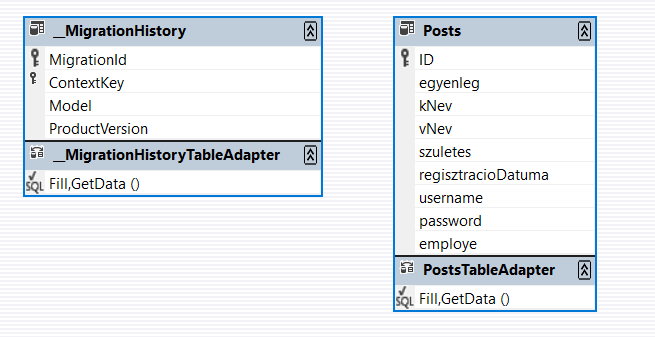 __MigrationHistory
MigrationId
ContextKey
Model
ProductVersion
__MigrationHistoryTableAdapter
SQL Fill,GetData ()
Posts
ID
egyenleg
kNev
vNev
szuletes
regisztracioDatuma
username
password
employe
PostsTableAdapter
SQL Fill,GetData ()